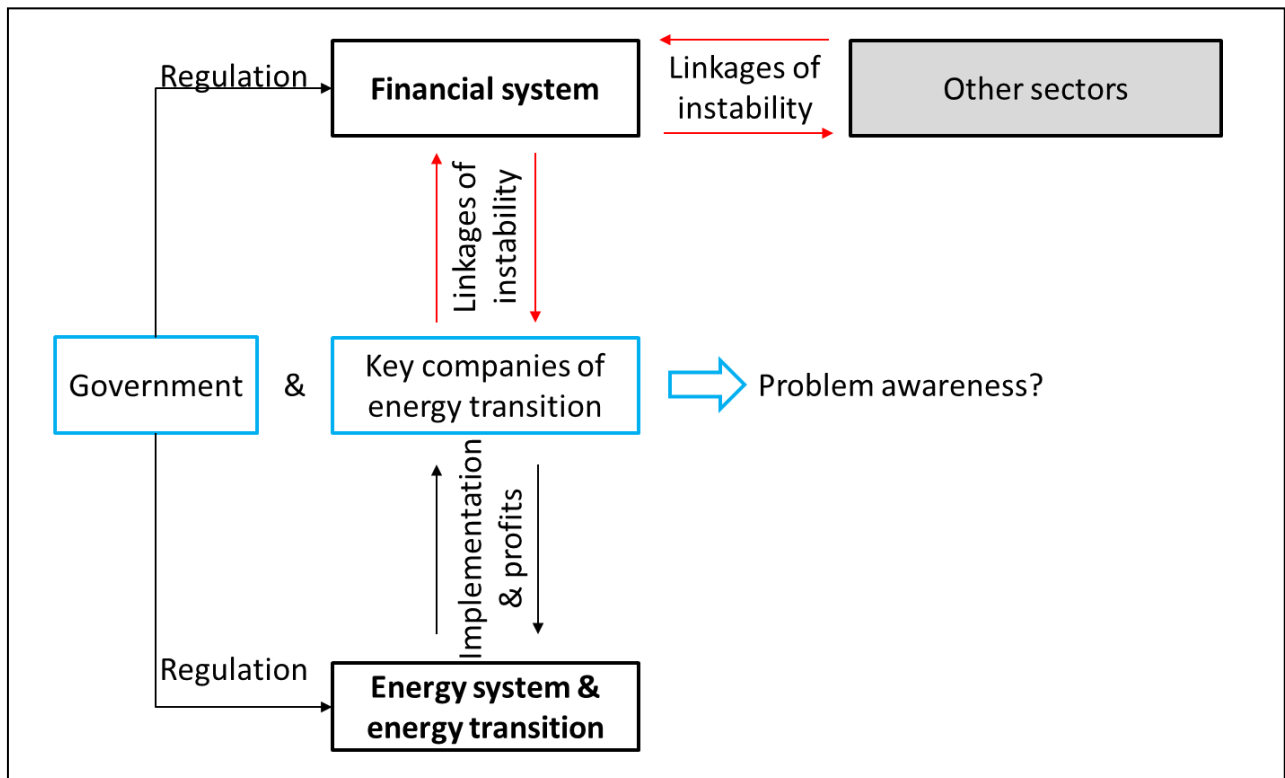 Regulation
Financial system
Linkages of
instability
Other sectors
Linkages of
instability
Government
&
Key companies of
energy transition
Problem awareness?
Implementation
& profits
Regulation
Energy system &
energy transition